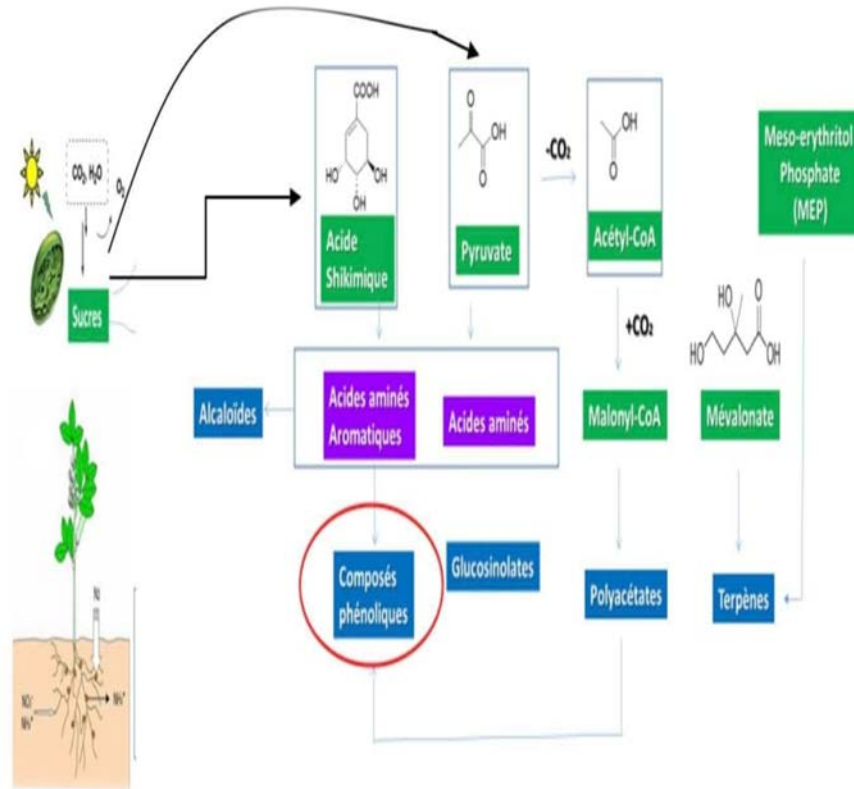 COOH
HO
OH
OH
Acide
Shikimique
O
OH
O
Pyruvate
-CO₂
OH
O
Acétyl-CoA
Meso-erythritol
Phosphate
(MEP)
CO₂, H₂O
O₂
Sucres
+CO₂
HO
O
HO
OH
Alcaloïdes
Acides aminés
Aromatiques
Acides aminés
Malonyl-CoA
Mévalonate
Composés
phénoliques
Glucosinolates
Polyacétates
Terpènes
NO₃⁻
NH₄⁺
NH₄⁺